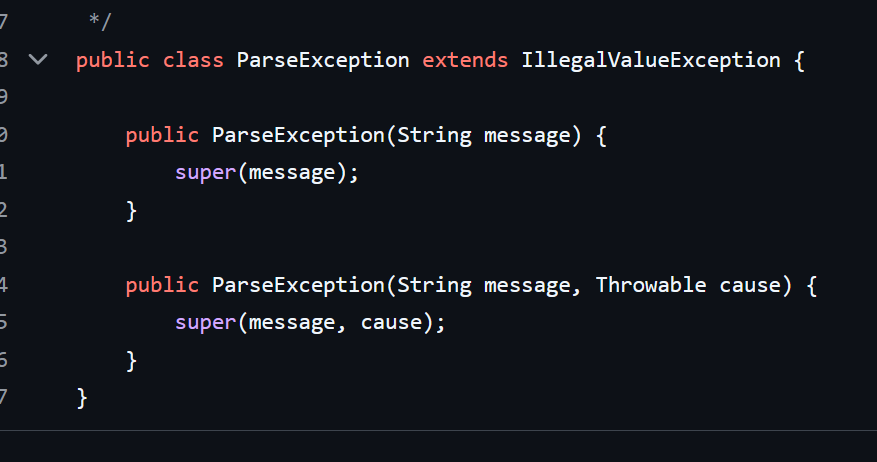 7 */
8 public class ParseException extends IllegalValueException {
9
0 public ParseException(String message) {
1 super(message);
2 }
3
4 public ParseException(String message, Throwable cause) {
5 super(message, cause);
6 }
7 }